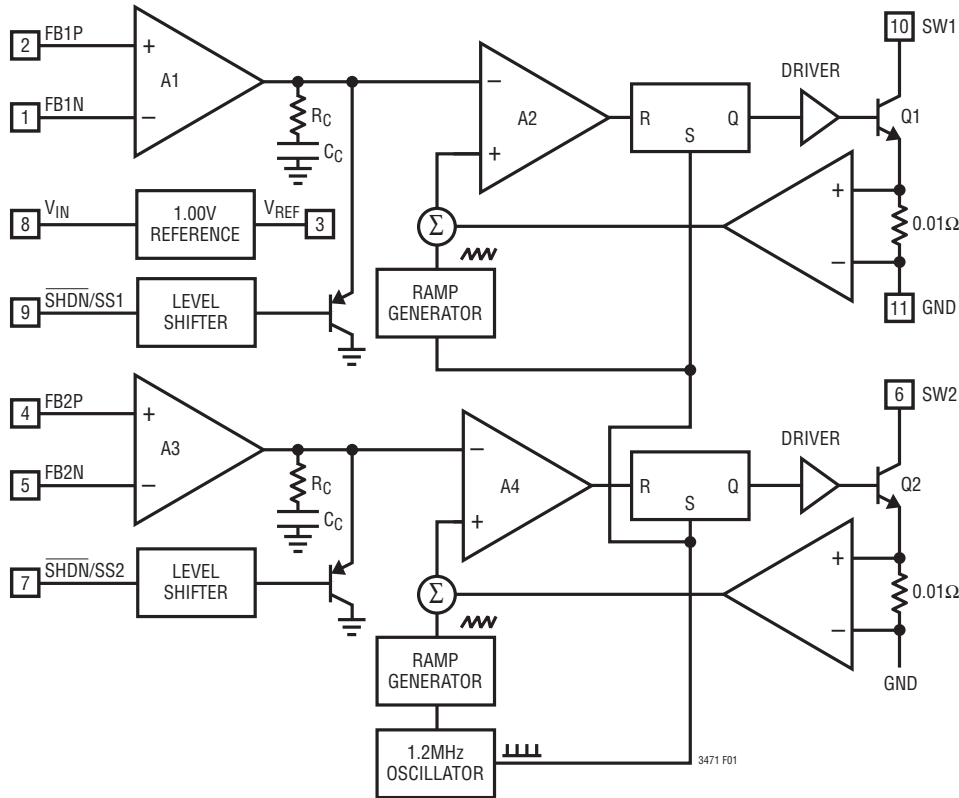 2 FB1P
+
A1
1 FB1N
−
R_C
C_C
−
A2
+
R S Q
DRIVER
10 SW1
Q1
+
−
0.01Ω
11 GND
8 V_IN
1.00V
REFERENCE
V_REF 3
Σ
RAMP
GENERATOR
9 S̅H̅D̅N̅/SS1
LEVEL
SHIFTER
4 FB2P
+
A3
5 FB2N
−
R_C
C_C
−
A4
+
R S Q
DRIVER
6 SW2
Q2
+
−
0.01Ω
GND
7 S̅H̅D̅N̅/SS2
LEVEL
SHIFTER
Σ
RAMP
GENERATOR
1.2MHz
OSCILLATOR
3471 F01